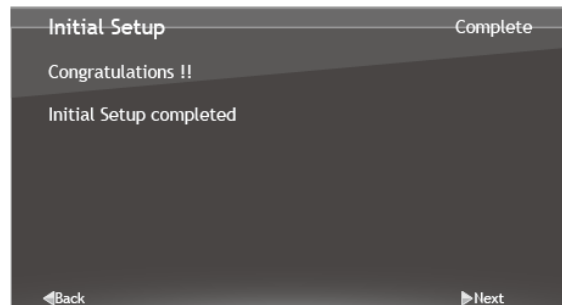 Initial Setup Complete
Congratulations !!
Initial Setup completed
Back Next